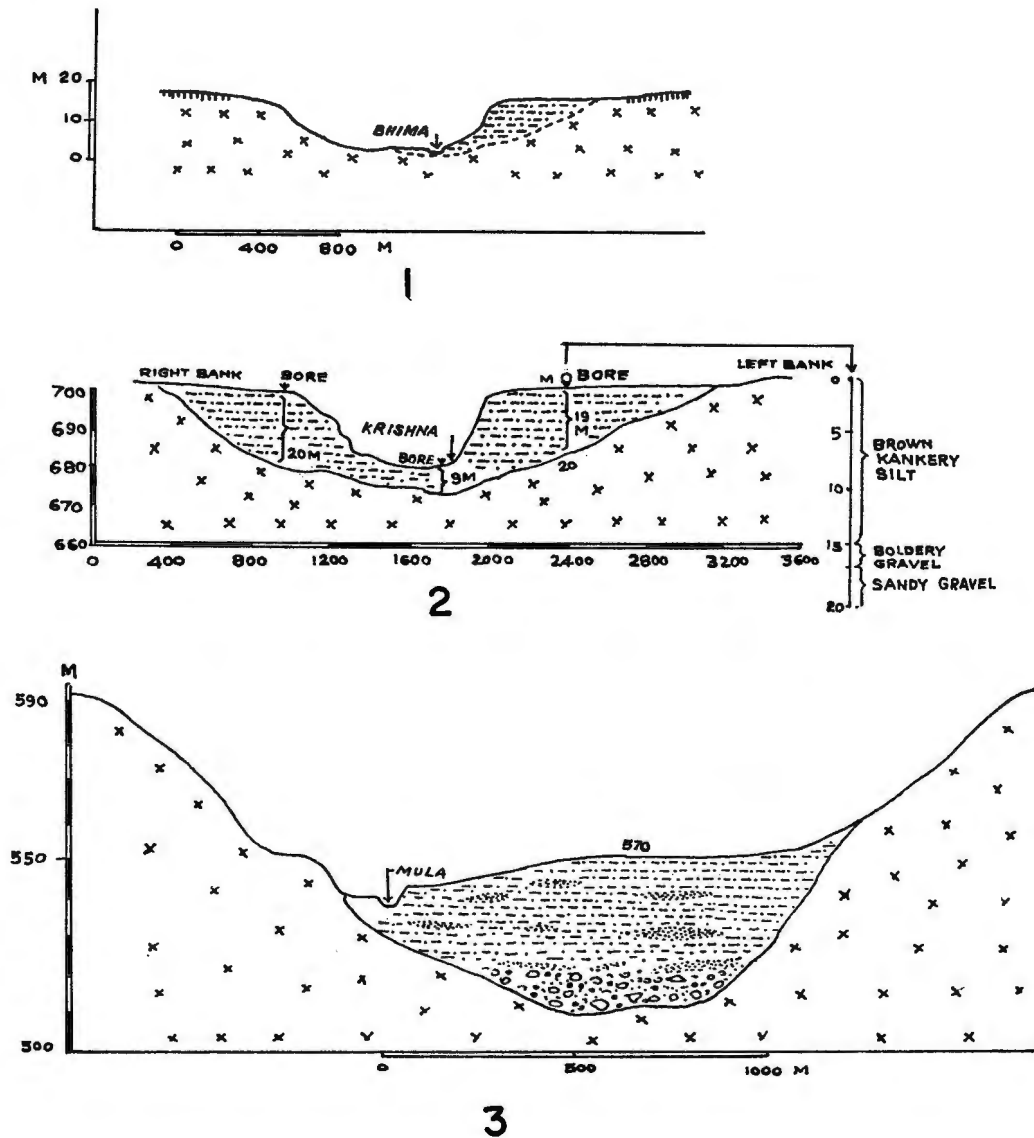 M 20
10
0
BHIMA
0 400 800 M
1
RIGHT BANK BORE M BORE LEFT BANK
700
690
680
670
660
KRISHNA
BORE
20M
9M
19 M
20
0 400 800 1200 1600 2000 2400 2800 3200 3600
0
5
10
15
20
BROWN KANKERY SILT
BOLDERY GRAVEL
SANDY GRAVEL
2
M
590
550
500
570
MULA
0 500 1000 M
3